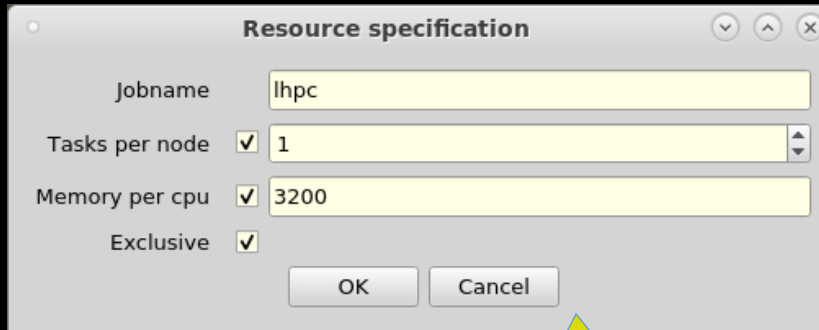 Resource specification
Jobname lhpc
Tasks per node 1
Memory per cpu 3200
Exclusive
OK Cancel